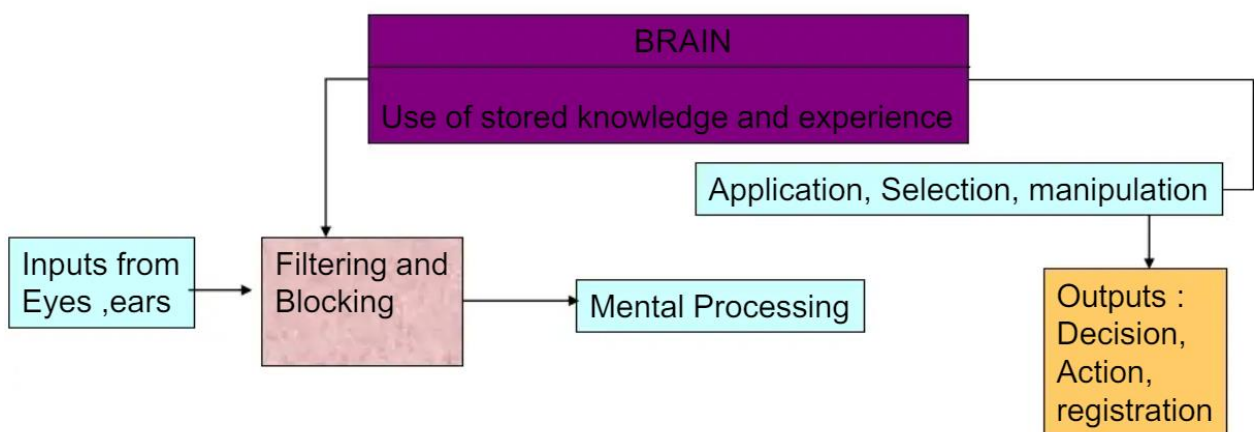 BRAIN
Use of stored knowledge and experience
Application, Selection, manipulation
Inputs from
Eyes ,ears
Filtering and
Blocking
Mental Processing
Outputs :
Decision,
Action,
registration